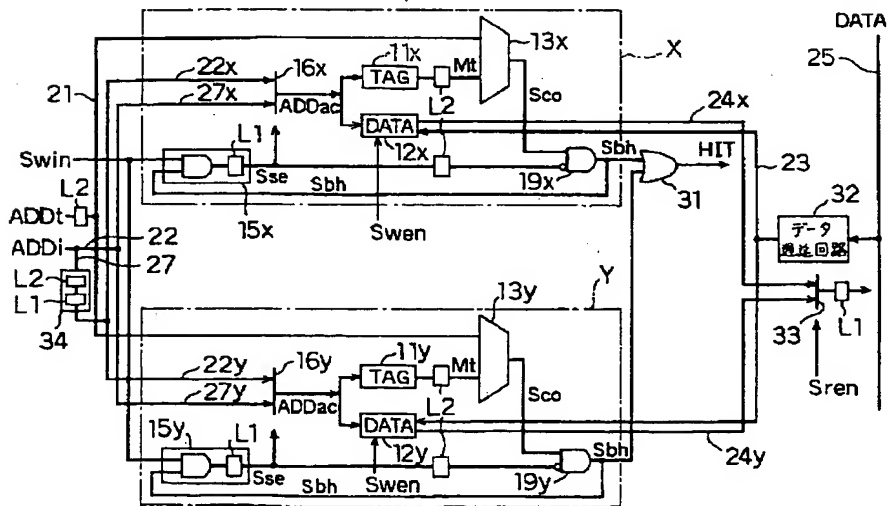 DATA
13x
X
11x
16x
Mt
25
21
22x
TAG
27x
ADDac
L2
Sco
24x
DATA
L1
12x
Sbh
HIT
Swin
Sse
Sbh
19x
23
L2
15x
Swen
31
32
ADDt
データ
ADDi
22
27
Y
L2
13y
L1
L1
33
34
11y
16y
Mt
22y
TAG
Sren
27y
ADDac
L2
Sco
DATA
15y
L1
12y
Sbh
24y
Sse
Sbh
Swen
19y